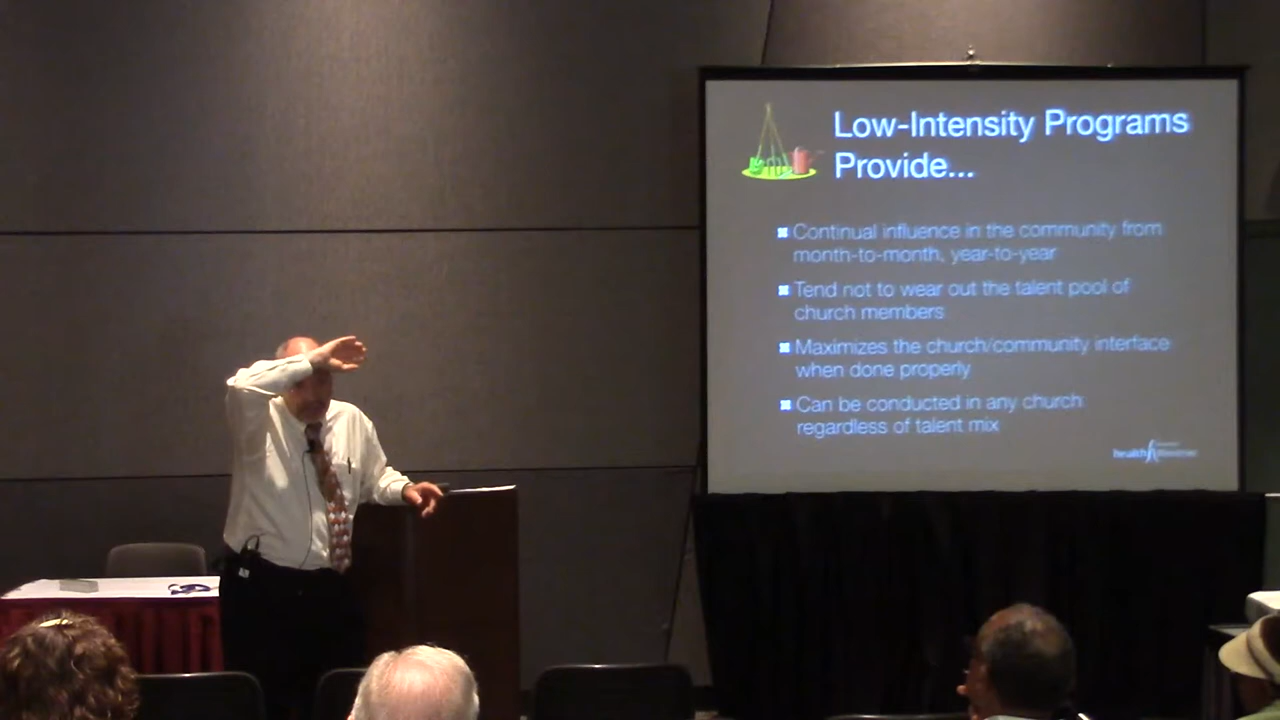 Low-Intensity Programs
Provide...
Continual influence in the community from
month-to-month, year-to-year
Tend not to wear out the talent pool of
church members
Maximizes the church/community interface
when done properly
Can be conducted in any church
regardless of talent mix
health